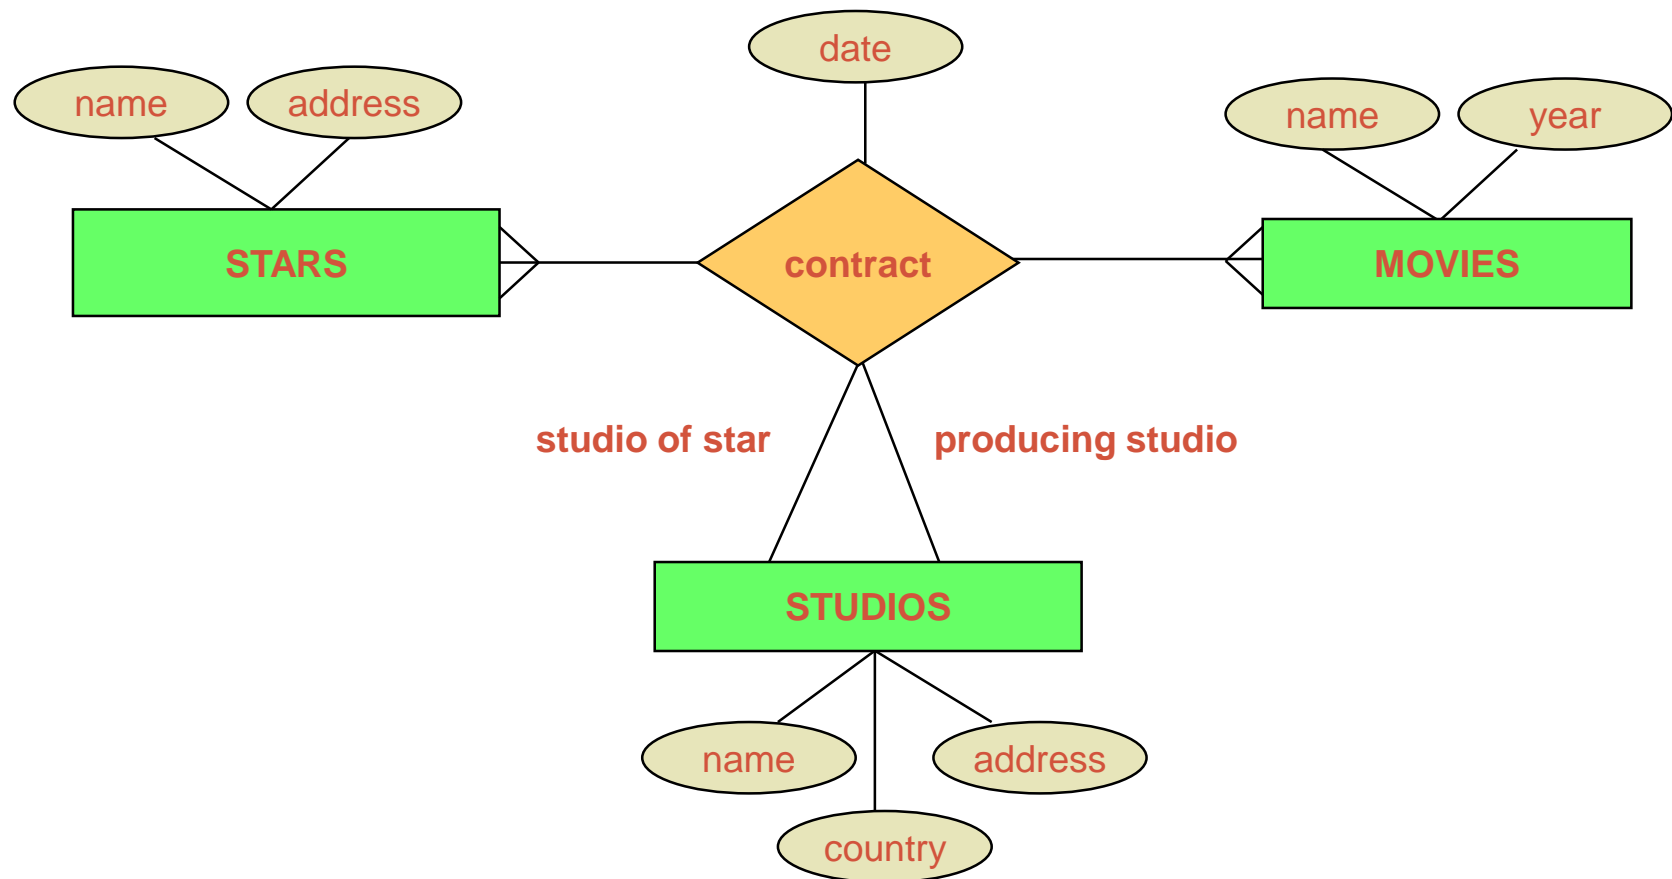 date
name
address
name
year
STARS
contract
MOVIES
studio of star
producing studio
STUDIOS
name
address
country